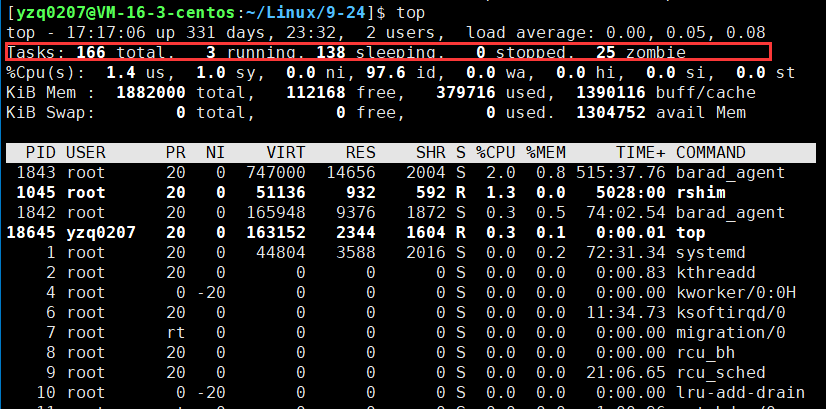 [yzq0207@VM-16-3-centos:~/Linux/9-24]$ top
top - 17:17:06 up 331 days, 23:32, 2 users, load average: 0.00, 0.05, 0.08
Tasks: 166 total, 3 running, 138 sleeping, 0 stopped, 25 zombie
%Cpu(s): 1.4 us, 1.0 sy, 0.0 ni, 97.6 id, 0.0 wa, 0.0 hi, 0.0 si, 0.0 st
KiB Mem : 1882000 total, 112168 free, 379716 used, 1390116 buff/cache
KiB Swap: 0 total, 0 free, 0 used. 1304752 avail Mem
PID USER PR NI VIRT RES SHR S %CPU %MEM TIME+ COMMAND
1843 root 20 0 747000 14656 2004 S 2.0 0.8 515:37.76 barad_agent
1045 root 20 0 51136 932 592 R 1.3 0.0 5028:00 rshim
1842 root 20 0 165948 9376 1872 S 0.3 0.5 74:02.54 barad_agent
18645 yzq0207 20 0 163152 2344 1604 R 0.3 0.1 0:00.01 top
1 root 20 0 44804 3588 2016 S 0.0 0.2 72:31.34 systemd
2 root 20 0 0 0 0 S 0.0 0.0 0:00.83 kthreadd
4 root 0 -20 0 0 0 S 0.0 0.0 0:00.00 kworker/0:0H
6 root 20 0 0 0 0 S 0.0 0.0 11:34.73 ksoftirqd/0
7 root rt 0 0 0 0 S 0.0 0.0 0:00.00 migration/0
8 root 20 0 0 0 0 S 0.0 0.0 0:00.00 rcu_bh
9 root 20 0 0 0 0 S 0.0 0.0 21:06.65 rcu_sched
10 root 0 -20 0 0 0 S 0.0 0.0 0:00.00 lru-add-drain